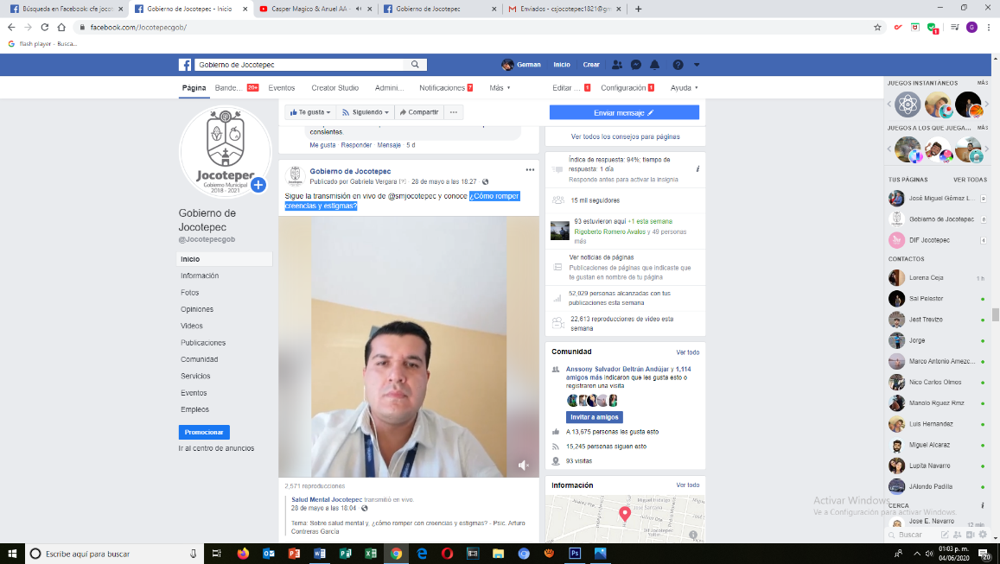 Búsqueda en Facebook: cfe jocot
Gobierno de Jocotepec - Inicio
Casper Magico & Anuel AA -
Gobierno de Jocotepec
Enviados - csjocotepec1821@gm
facebook.com/Jocotepecgob/
flash player - Busca...
Gobierno de Jocotepec
German
Inicio
Crear
Página
Bande...
20+
Eventos
Creator Studio
Admini...
Notificaciones
7
Más
Editar ...
1
Configuración
1
Ayuda
Te gusta
Siguiendo
Compartir
Enviar mensaje
Jocotepec
Gobierno Municipal
2018 - 2021
Gobierno de
Jocotepec
@Jocotepecgob
Inicio
Información
Fotos
Opiniones
Videos
Publicaciones
Comunidad
Servicios
Eventos
Empleos
Promocionar
Ir al centro de anuncios
consientes.
Me gusta · Responder · Mensaje · 5 d
Gobierno de Jocotepec
Publicado por Gabriela Vergara [?] · 28 de mayo a las 18:27 ·
Sigue la transmisión en vivo de @smjocotepec y conoce ¿Cómo romper
creencias y estigmas?
2,571 reproducciones
Salud Mental Jocotepec transmitió en vivo.
28 de mayo a las 18:04 ·
Tema: Sobre salud mental y, ¿cómo romper con creencias y estigmas? - Psic. Arturo
Contreras García
Ver todos los consejos para páginas
Índice de respuesta: 94%; tiempo de
respuesta: 1 día
Responde antes para activar la insignia
15 mil seguidores
93 estuvieron aquí +1 esta semana
Rigoberto Romero Avalos y 49 personas
más
Ver noticias de páginas
Publicaciones de páginas que indicaste que
te gustan en nombre de tu página
52,029 personas alcanzadas con tus
publicaciones esta semana
22,613 reproducciones de video esta
semana
Comunidad
Ver todo
Anssony Salvador Beltrán Andújar y 1,114
amigos más indicaron que les gusta esto o
registraron una visita
Invitar a amigos
A 13,675 personas les gusta esto
15,245 personas siguen esto
93 visitas
Información
Ver todo
JUEGOS INSTANTÁNEOS
MÁS
JUEGOS A LOS QUE JUEGA...
MÁS
TUS PÁGINAS
VER TODAS
José Miguel Gómez L...
9
Gobierno de Jocotepec
DIF Jocotepec
4
CONTACTOS
Lorena Ceja
1 h
Sal Pelestor
Jest Trevizo
Jorge
Marco Antonio Amezc...
Nico Carlos Olmos
Manolo Rguez Rmz
Luis Hernandez
Miguel Alcaraz
Lupita Navarro
JAlondo Padilla
CERCA
Jose E. Navarro
12 min
Buscar
Activar Windows
Ve a Configuración para activar Windows.
Escribe aquí para buscar
01:03 p. m.
04/06/2020
20